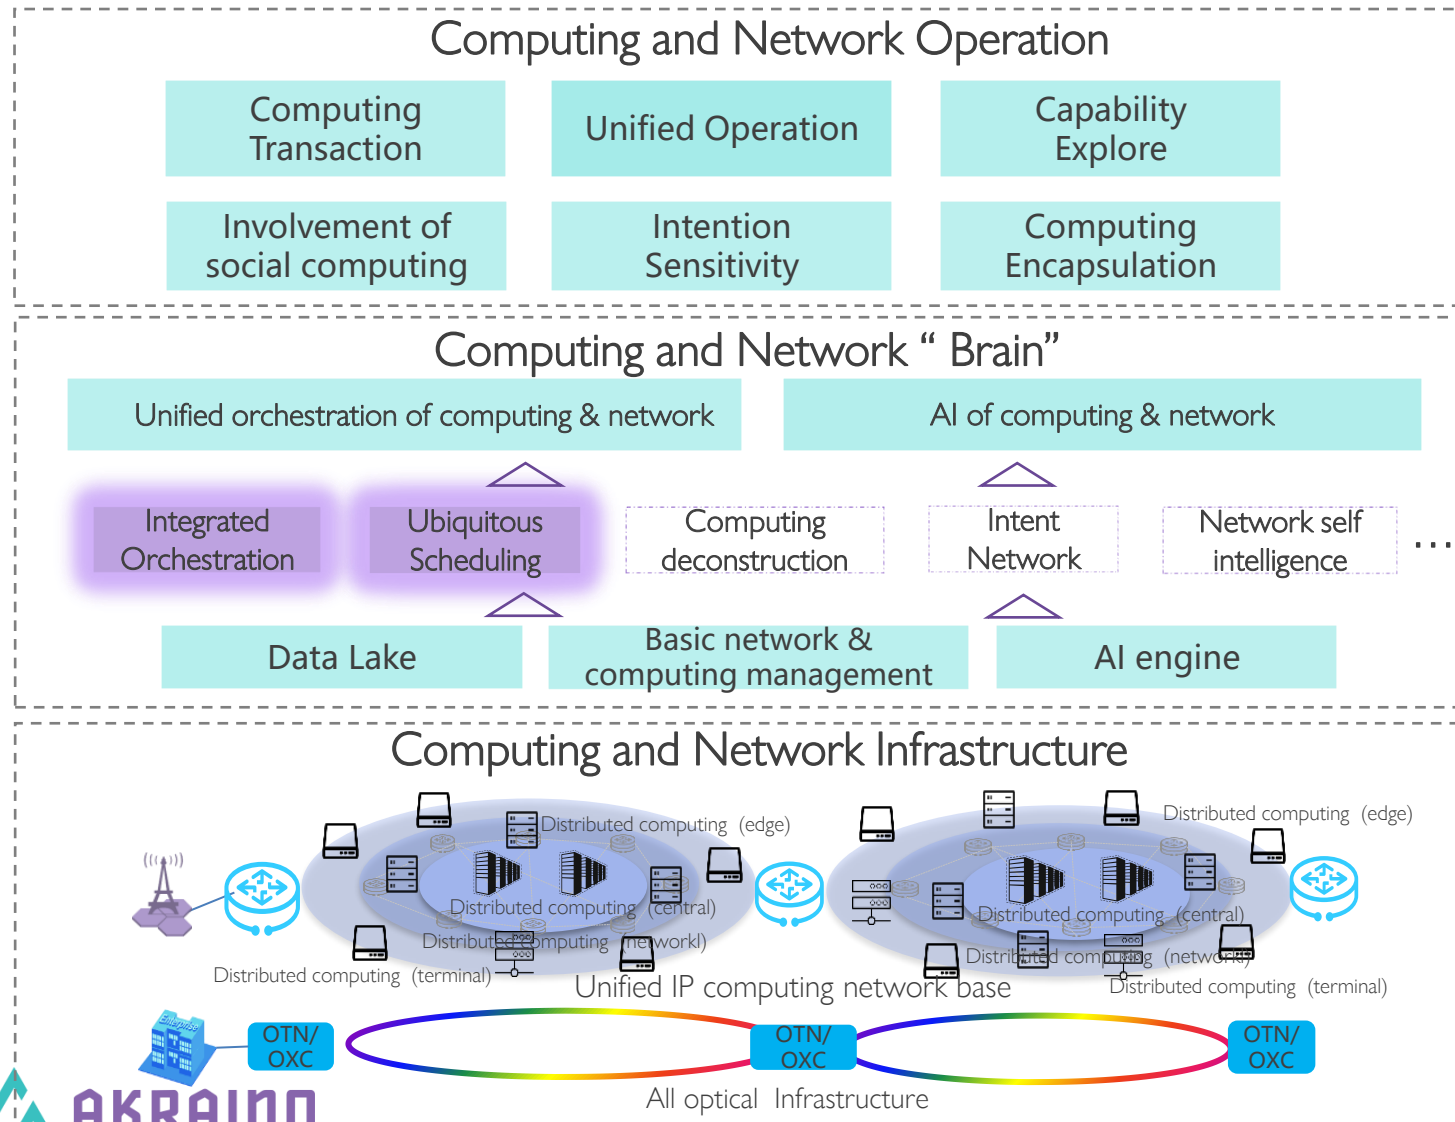 Computing and Network Operation
Computing
Transaction
Unified Operation
Capability
Explore
Involvement of
social computing
Intention
Sensitivity
Computing
Encapsulation
Computing and Network “ Brain”
Unified orchestration of computing & network
AI of computing & network
Integrated
Orchestration
Ubiquitous
Scheduling
Computing
deconstruction
Intent
Network
Network self
intelligence
...
Data Lake
Basic network &
computing management
AI engine
Computing and Network Infrastructure
Distributed computing (edge)
Distributed computing (edge)
Distributed computing (central)
Distributed computing (central)
Distributed computing (networkl)
Distributed computing (networkl)
Distributed computing (terminal)
Distributed computing (terminal)
Unified IP computing network base
Enterprise
OTN/
OXC
OTN/
OXC
OTN/
OXC
All optical Infrastructure
AKRAINO